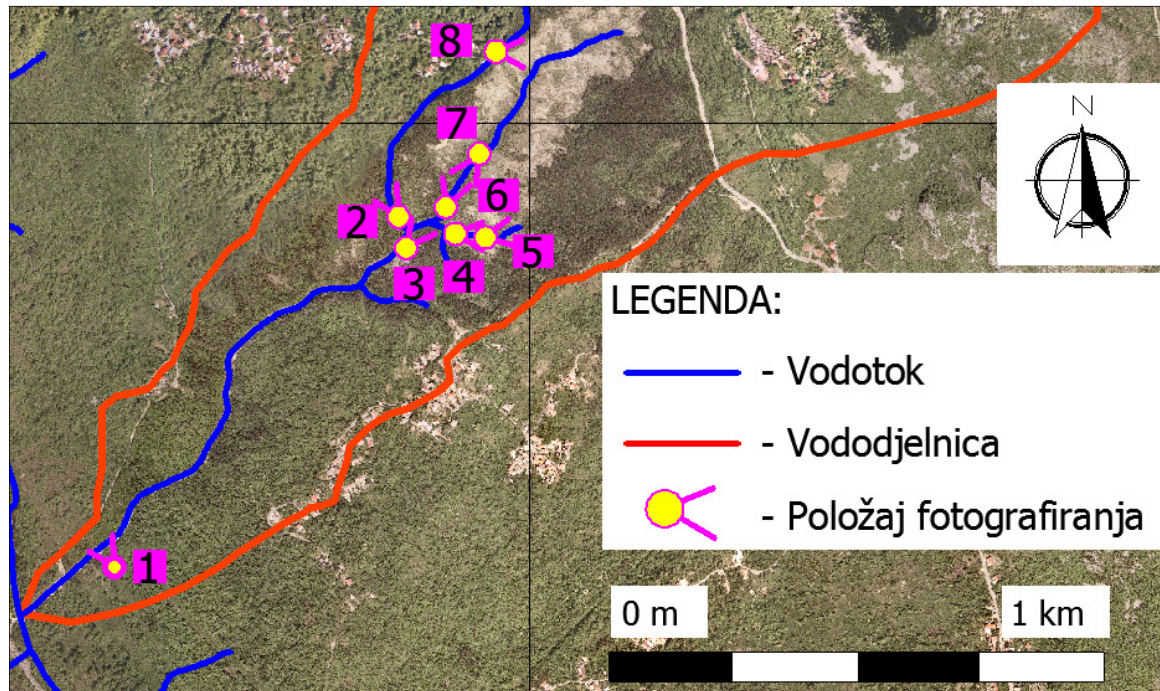 8
7
6
2
5
3
4
N
LEGENDA:
- Vodotok
- Vododjelnica
- Položaj fotografiranja
1
0 m
1 km